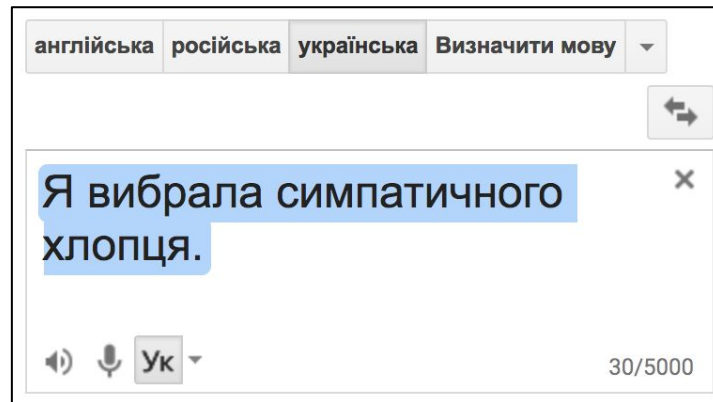 англійська російська українська Визначити мову
Я вибрала симпатичного
хлопця.
Ук
30/5000